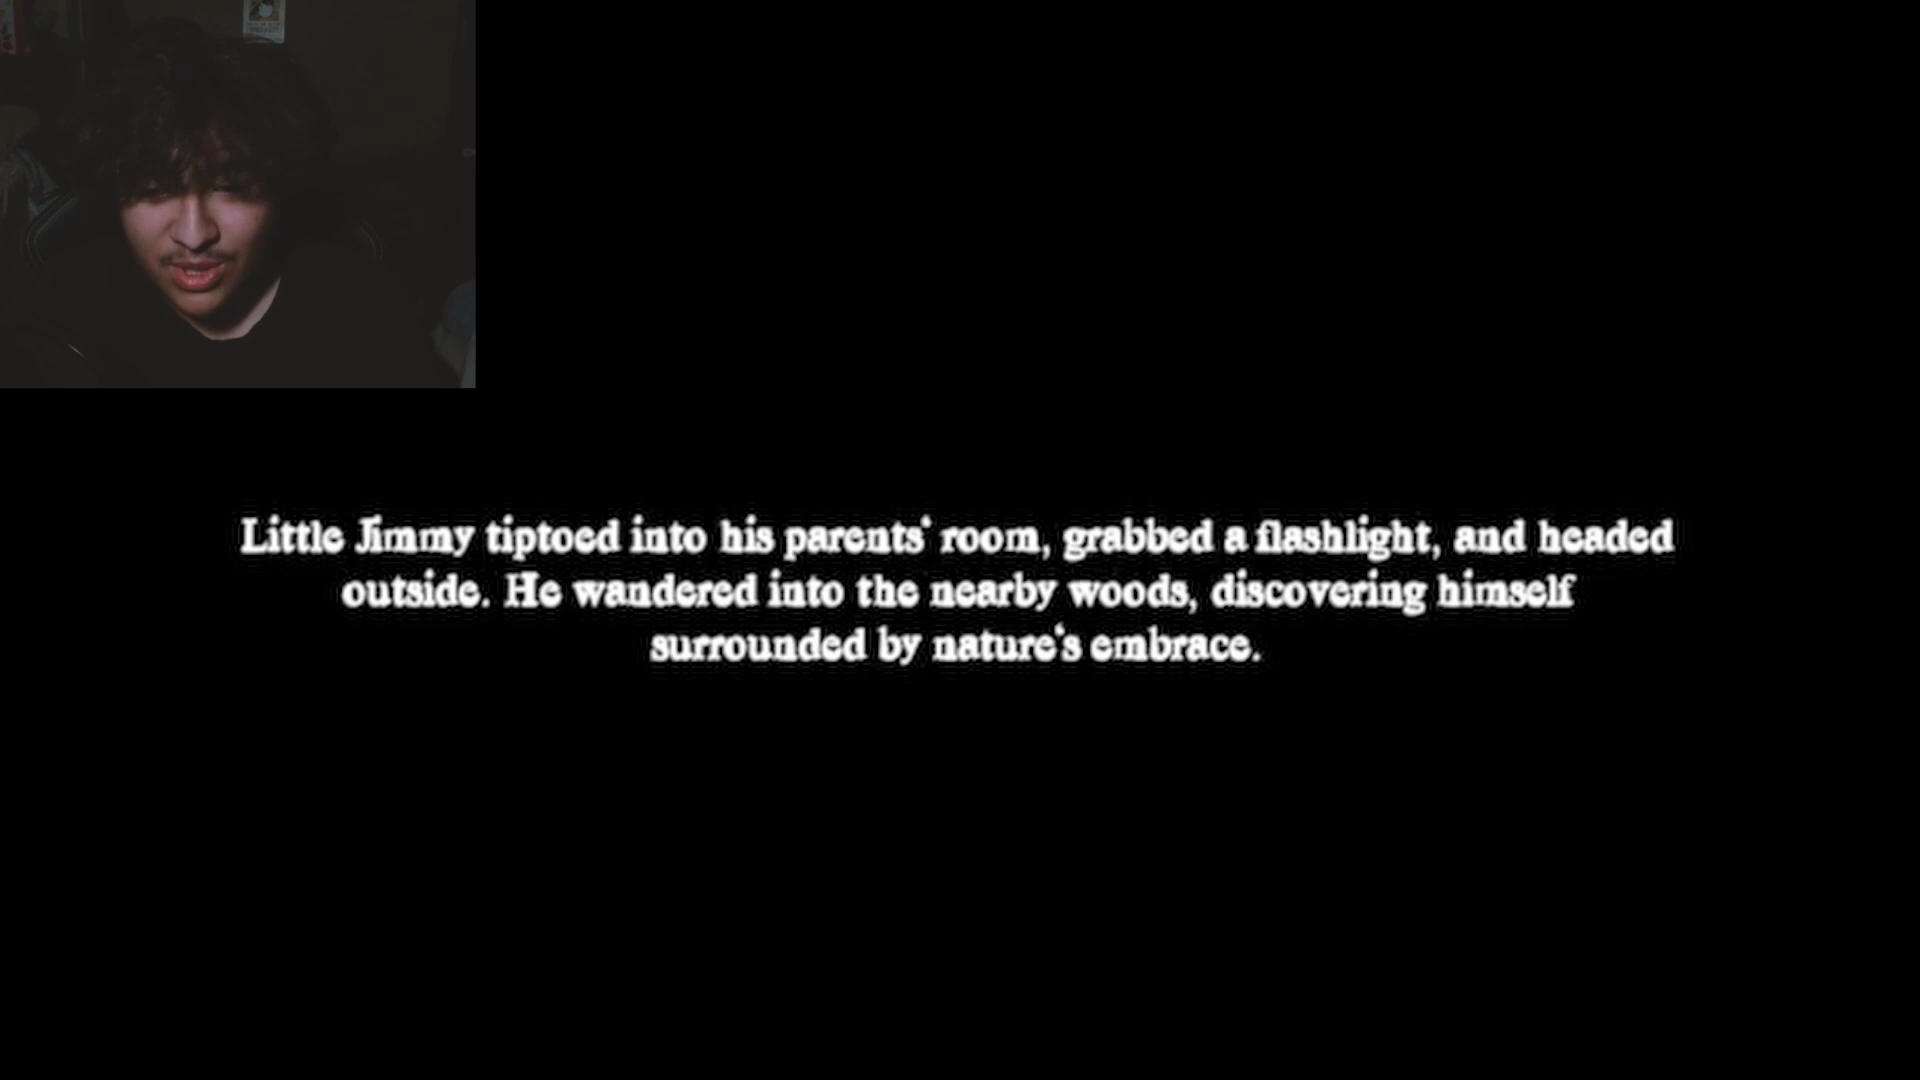 Little Jimmy tiptoed into his parents' room, grabbed a flashlight, and headed
outside. He wandered into the nearby woods, discovering himself
surrounded by nature's embrace.